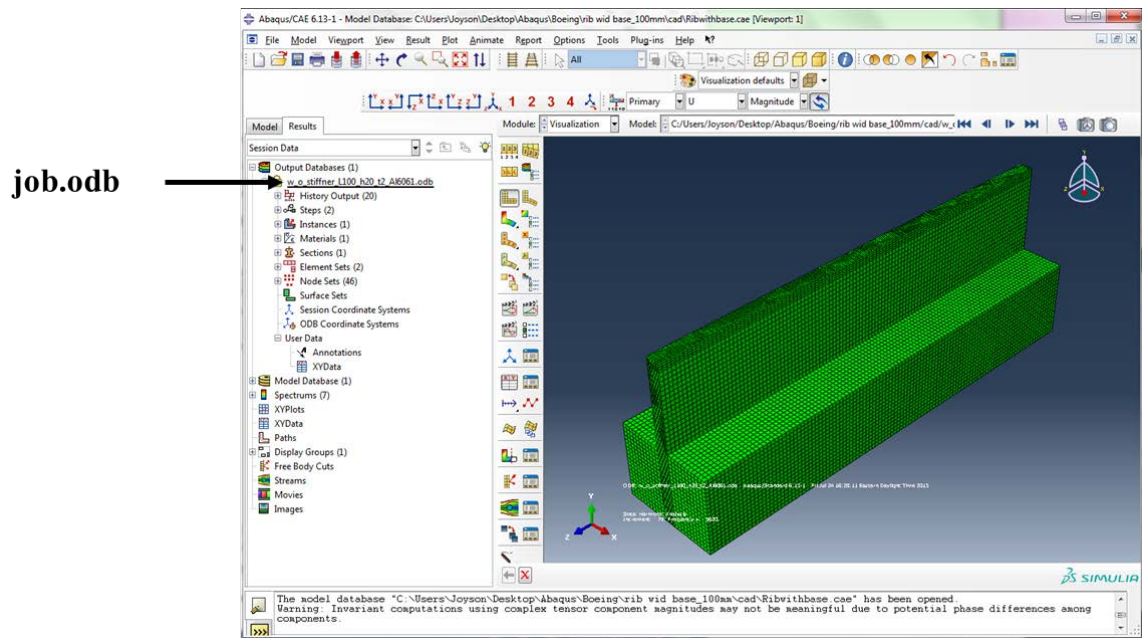 Abaqus/CAE 6.13-1 - Model Database: C:\Users\Joyson\Desktop\Abaqus\Boeing\rib wid base_100mm\cad\Ribwithbase.cae [Viewport: 1]
File Model Viewport View Result Plot Animate Report Options Tools Plug-ins Help
All
Visualization defaults
1 2 3 4 Primary U Magnitude
Model Results
Module: Visualization Model: C:/Users/Joyson/Desktop/Abaqus/Boeing/rib wid base_100mm/cad/w_
Session Data
Output Databases (1)
job.odb
w_o_stiffner_L100_h20_t2_Al6061.odb
History Output (20)
Steps (2)
Instances (1)
Materials (1)
Sections (1)
Element Sets (2)
Node Sets (46)
Surface Sets
Session Coordinate Systems
ODB Coordinate Systems
User Data
Annotations
XYData
Model Database (1)
Spectrums (7)
XYPlots
XYData
Paths
Display Groups (1)
Free Body Cuts
Streams
Movies
Images
Y
Z X
SIMULIA
The model database "C:\Users\Joyson\Desktop\Abaqus\Boeing\rib wid base_100mm\cad\Ribwithbase.cae" has been opened.
Warning: Invariant computations using complex tensor component magnitudes may not be meaningful due to potential phase differences among
components.